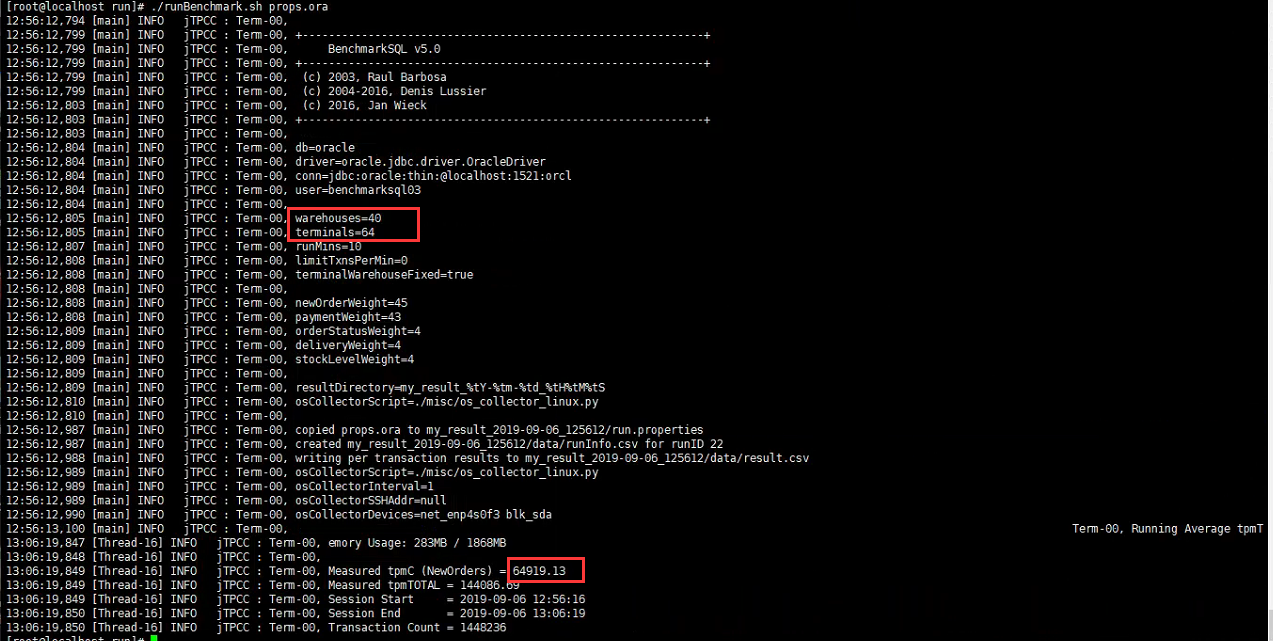 [root@localhost run]# ./runBenchmark.sh props.ora
12:56:12,794 [main] INFO   jTPCC : Term-00,
12:56:12,799 [main] INFO   jTPCC : Term-00, +-------------------------------------------------------------+
12:56:12,799 [main] INFO   jTPCC : Term-00,      BenchmarkSQL v5.0
12:56:12,799 [main] INFO   jTPCC : Term-00, +-------------------------------------------------------------+
12:56:12,799 [main] INFO   jTPCC : Term-00,  (c) 2003, Raul Barbosa
12:56:12,799 [main] INFO   jTPCC : Term-00,  (c) 2004-2016, Denis Lussier
12:56:12,803 [main] INFO   jTPCC : Term-00,  (c) 2016, Jan Wieck
12:56:12,803 [main] INFO   jTPCC : Term-00, +-------------------------------------------------------------+
12:56:12,803 [main] INFO   jTPCC : Term-00,
12:56:12,804 [main] INFO   jTPCC : Term-00, db=oracle
12:56:12,804 [main] INFO   jTPCC : Term-00, driver=oracle.jdbc.driver.OracleDriver
12:56:12,804 [main] INFO   jTPCC : Term-00, conn=jdbc:oracle:thin:@localhost:1521:orcl
12:56:12,804 [main] INFO   jTPCC : Term-00, user=benchmarksql03
12:56:12,804 [main] INFO   jTPCC : Term-00,
12:56:12,805 [main] INFO   jTPCC : Term-00, warehouses=40
12:56:12,805 [main] INFO   jTPCC : Term-00, terminals=64
12:56:12,807 [main] INFO   jTPCC : Term-00, runMins=10
12:56:12,808 [main] INFO   jTPCC : Term-00, limitTxnsPerMin=0
12:56:12,808 [main] INFO   jTPCC : Term-00, terminalWarehouseFixed=true
12:56:12,808 [main] INFO   jTPCC : Term-00,
12:56:12,808 [main] INFO   jTPCC : Term-00, newOrderWeight=45
12:56:12,808 [main] INFO   jTPCC : Term-00, paymentWeight=43
12:56:12,809 [main] INFO   jTPCC : Term-00, orderStatusWeight=4
12:56:12,809 [main] INFO   jTPCC : Term-00, deliveryWeight=4
12:56:12,809 [main] INFO   jTPCC : Term-00, stockLevelWeight=4
12:56:12,809 [main] INFO   jTPCC : Term-00,
12:56:12,809 [main] INFO   jTPCC : Term-00, resultDirectory=my_result_%tY-%tm-%td_%tH%tM%tS
12:56:12,810 [main] INFO   jTPCC : Term-00, osCollectorScript=./misc/os_collector_linux.py
12:56:12,810 [main] INFO   jTPCC : Term-00,
12:56:12,987 [main] INFO   jTPCC : Term-00, copied props.ora to my_result_2019-09-06_125612/run.properties
12:56:12,987 [main] INFO   jTPCC : Term-00, created my_result_2019-09-06_125612/data/runInfo.csv for runID 22
12:56:12,988 [main] INFO   jTPCC : Term-00, writing per transaction results to my_result_2019-09-06_125612/data/result.csv
12:56:12,989 [main] INFO   jTPCC : Term-00, osCollectorScript=./misc/os_collector_linux.py
12:56:12,989 [main] INFO   jTPCC : Term-00, osCollectorInterval=1
12:56:12,989 [main] INFO   jTPCC : Term-00, osCollectorSSHAddr=null
12:56:12,990 [main] INFO   jTPCC : Term-00, osCollectorDevices=net_enp4s0f3 blk_sda
12:56:13,100 [main] INFO   jTPCC : Term-00, Term-00, Running Average tpmT
13:06:19,847 [Thread-16] INFO   jTPCC : Term-00, emory Usage: 283MB / 1868MB
13:06:19,848 [Thread-16] INFO   jTPCC : Term-00,
13:06:19,849 [Thread-16] INFO   jTPCC : Term-00, Measured tpmC (NewOrders) = 64919.13
13:06:19,849 [Thread-16] INFO   jTPCC : Term-00, Measured tpmTOTAL = 144086.69
13:06:19,849 [Thread-16] INFO   jTPCC : Term-00, Session Start     = 2019-09-06 12:56:16
13:06:19,850 [Thread-16] INFO   jTPCC : Term-00, Session End       = 2019-09-06 13:06:19
13:06:19,850 [Thread-16] INFO   jTPCC : Term-00, Transaction Count = 1448236
[root@localhost run]#